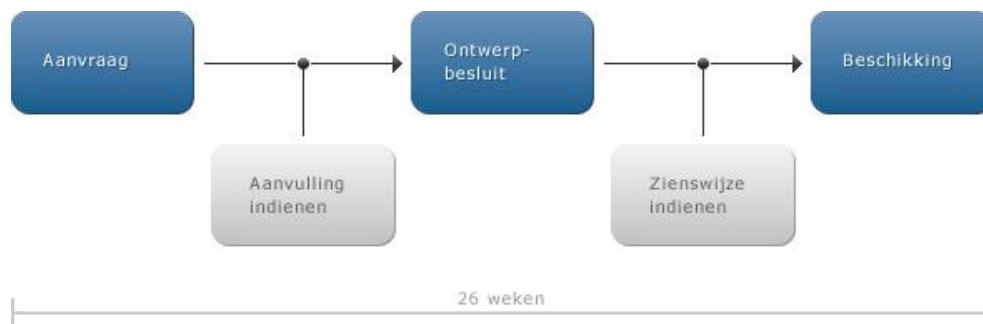 Aanvraag
Ontwerp-
besluit
Beschikking
Aanvulling
indienen
Zienswijze
indienen
26 weken